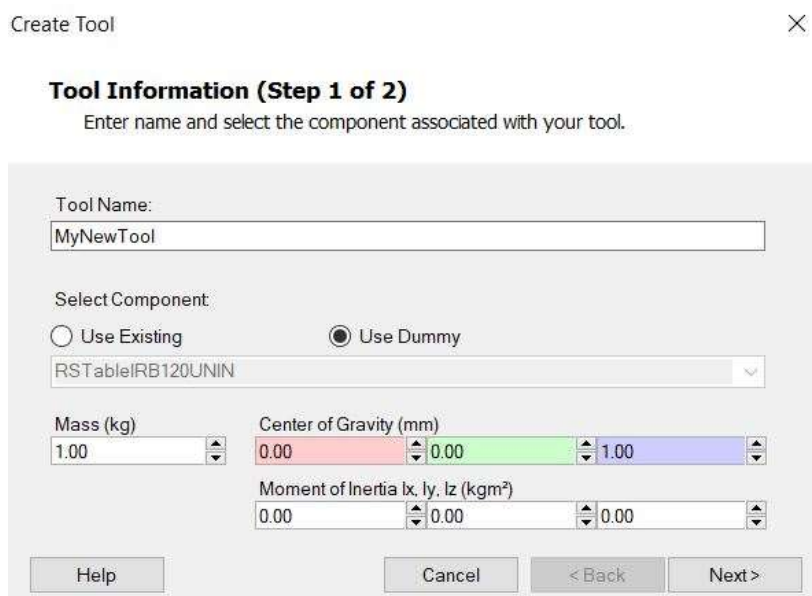 Create Tool
Tool Information (Step 1 of 2)
Enter name and select the component associated with your tool.
Tool Name:
MyNewTool
Select Component:
Use Existing Use Dummy
RSTableIRB120UNIN
Mass (kg) Center of Gravity (mm)
1.00 0.00 0.00 1.00
Moment of Inertia Ix, Iy, Iz (kgm²)
0.00 0.00 0.00
Help Cancel < Back Next >